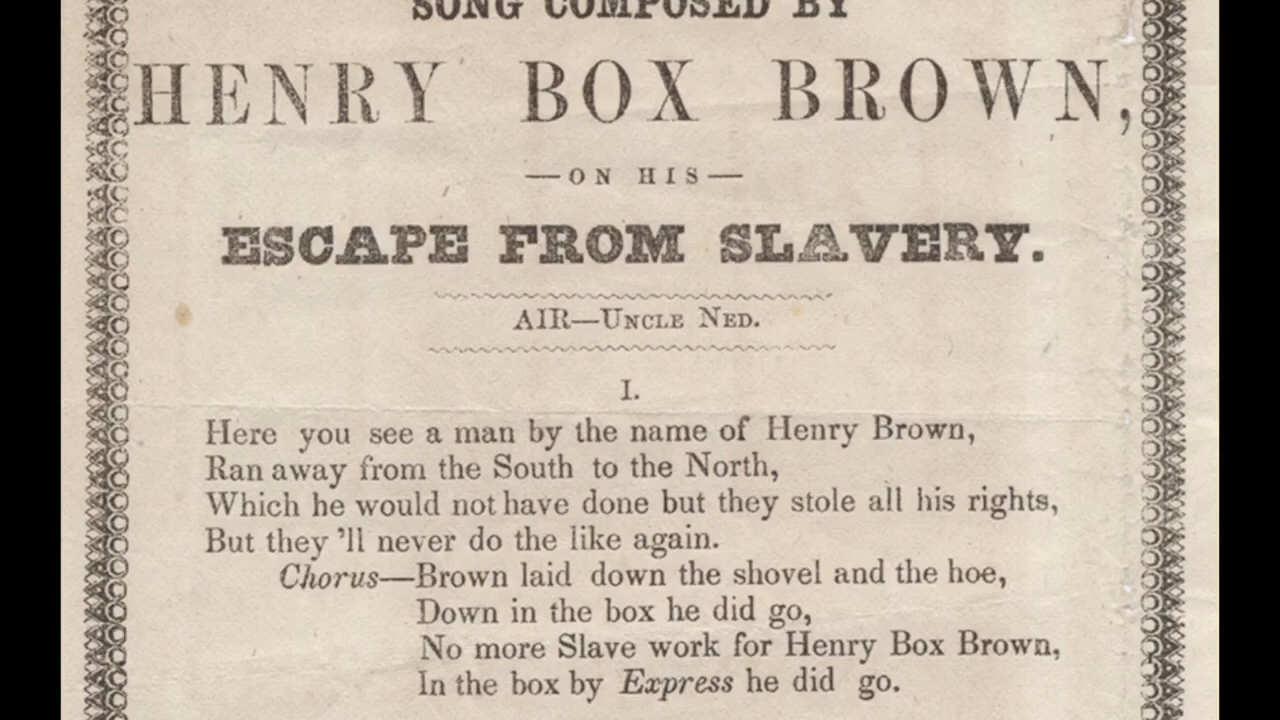 SONG COMPOSED BY
HENRY BOX BROWN,
—ON HIS—
ESCAPE FROM SLAVERY.
AIR—UNCLE NED.
I.
Here you see a man by the name of Henry Brown,
Ran away from the South to the North,
Which he would not have done but they stole all his rights,
But they 'll never do the like again.
Chorus—Brown laid down the shovel and the hoe,
Down in the box he did go,
No more Slave work for Henry Box Brown,
In the box by Express he did go.